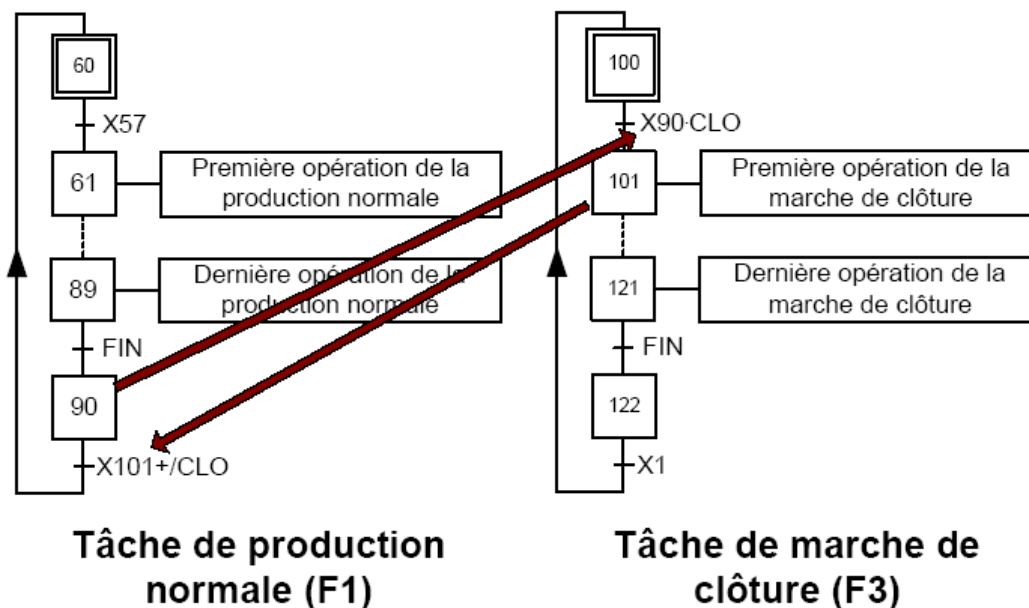 60
X57
61
Première opération de la
production normale
89
Dernière opération de la
production normale
FIN
90
X101+/CLO
Tâche de production
normale (F1)
100
X90·CLO
101
Première opération de la
marche de clôture
121
Dernière opération de la
marche de clôture
FIN
122
X1
Tâche de marche de
clôture (F3)